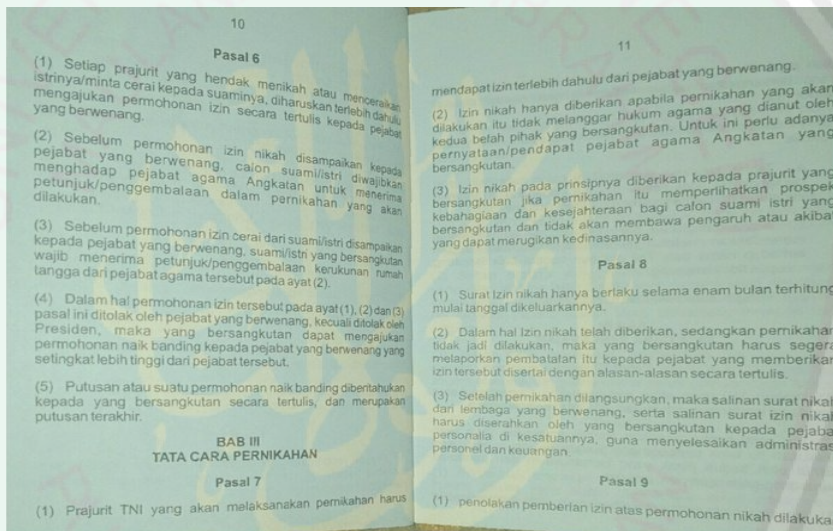 10
Pasal 6
(1) Setiap prajurit yang hendak menikah atau menceraikan
istrinya/minta cerai kepada suaminya, diharuskan terlebih dahulu
mengajukan permohonan izin secara tertulis kepada pejabat
yang berwenang.
(2) Sebelum permohonan izin nikah disampaikan kepada
pejabat yang berwenang, calon suami/istri diwajibkan
menghadap pejabat agama Angkatan untuk menerima
petunjuk/penggembalaan dalam pernikahan yang akan
dilakukan.
(3) Sebelum permohonan izin cerai dari suami/istri disampaikan
kepada pejabat yang berwenang, suami/istri yang bersangkutan
wajib menerima petunjuk/penggembalaan kerukunan rumah
tangga dari pejabat agama tersebut pada ayat (2).
(4) Dalam hal permohonan izin tersebut pada ayat (1), (2) dan (3)
pasal ini ditolak oleh pejabat yang berwenang, kecuali ditolak oleh
Presiden, maka yang bersangkutan dapat mengajukan
permohonan naik banding kepada pejabat yang berwenang yang
setingkat lebih tinggi dari pejabat tersebut.
(5) Putusan atau suatu permohonan naik banding diberitahukan
kepada yang bersangkutan secara tertulis, dan merupakan
putusan terakhir.
BAB III
TATA CARA PERNIKAHAN
Pasal 7
(1) Prajurit TNI yang akan melaksanakan pernikahan harus
11
mendapat izin terlebih dahulu dari pejabat yang berwenang.
(2) Izin nikah hanya diberikan apabila pernikahan yang akan
dilakukan itu tidak melanggar hukum agama yang dianut oleh
kedua belah pihak yang bersangkutan. Untuk ini perlu adanya
pernyataan/pendapat pejabat agama Angkatan yang
bersangkutan.
(3) Izin nikah pada prinsipnya diberikan kepada prajurit yang
bersangkutan jika pernikahan itu memperlihatkan prospek
kebahagiaan dan kesejahteraan bagi calon suami istri yang
bersangkutan dan tidak akan membawa pengaruh atau akiba
yang dapat merugikan kedinasannya.
Pasal 8
(1) Surat Izin nikah hanya berlaku selama enam bulan terhitung
mulai tanggal dikeluarkannya.
(2) Dalam hal Izin nikah telah diberikan, sedangkan pernikahan
tidak jadi dilakukan, maka yang bersangkutan harus segera
melaporkan pembatalan itu kepada pejabat yang memberikan
izin tersebut disertai dengan alasan-alasan secara tertulis.
(3) Setelah pernikahan dilangsungkan, maka salinan surat nikah
dari lembaga yang berwenang, serta salinan surat izin nikah
harus diserahkan oleh yang bersangkutan kepada pejaba
personalia di kesatuannya, guna menyelesaikan administras
personel dan keuangan.
Pasal 9
(1) penolakan pemberian izin atas permohonan nikah dilakuka